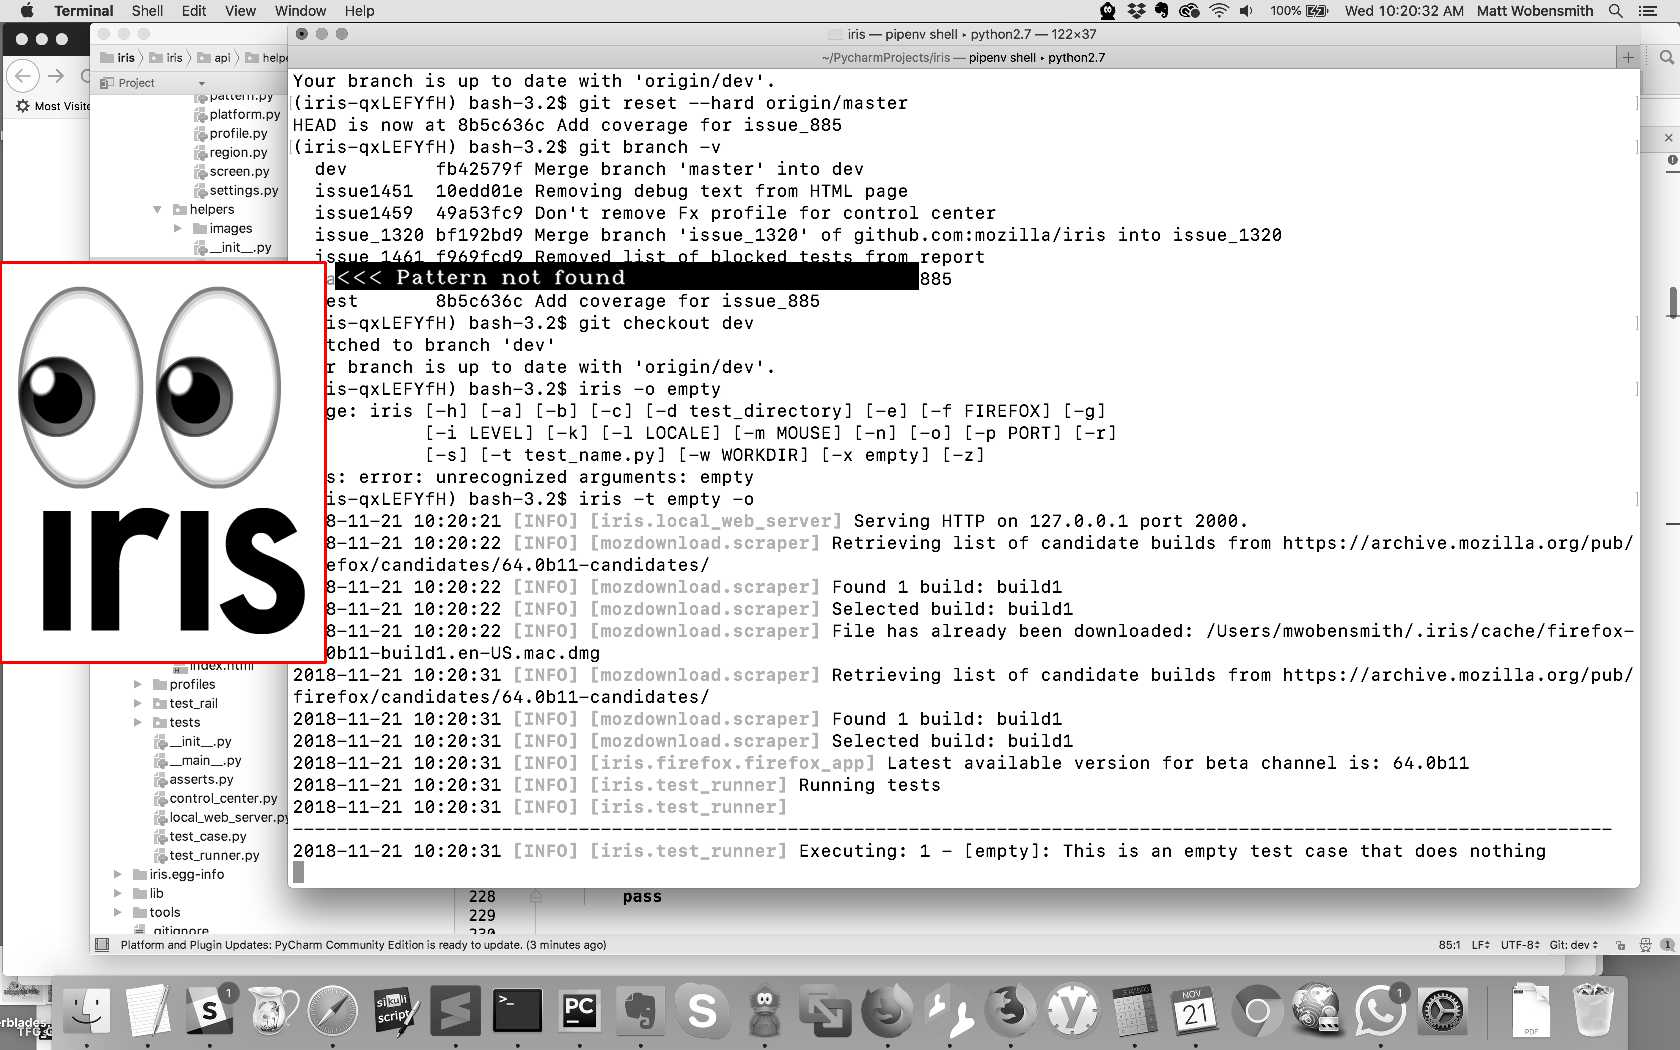 Terminal Shell Edit View Window Help 100% Wed 10:20:32 AM Matt Wobensmith
iris — pipenv shell ▸ python2.7 — 122×37
iris iris api helpe
~/PycharmProjects/iris — pipenv shell ▸ python2.7
Project
Most Visite
pattern.py
platform.py
profile.py
region.py
screen.py
settings.py
helpers
images
__init__.py
Your branch is up to date with 'origin/dev'.
(iris-qxLEFYfH) bash-3.2$ git reset --hard origin/master
HEAD is now at 8b5c636c Add coverage for issue_885
(iris-qxLEFYfH) bash-3.2$ git branch -v
dev fb42579f Merge branch 'master' into dev
issue1451 10edd01e Removing debug text from HTML page
issue1459 49a53fc9 Don't remove Fx profile for control center
issue_1320 bf192bd9 Merge branch 'issue_1320' of github.com:mozilla/iris into issue_1320
issue_1461 f969fcd9 Removed list of blocked tests from report
<<< Pattern not found 885
est 8b5c636c Add coverage for issue_885
is-qxLEFYfH) bash-3.2$ git checkout dev
tched to branch 'dev'
r branch is up to date with 'origin/dev'.
is-qxLEFYfH) bash-3.2$ iris -o empty
ge: iris [-h] [-a] [-b] [-c] [-d test_directory] [-e] [-f FIREFOX] [-g]
[-i LEVEL] [-k] [-l LOCALE] [-m MOUSE] [-n] [-o] [-p PORT] [-r]
[-s] [-t test_name.py] [-w WORKDIR] [-x empty] [-z]
s: error: unrecognized arguments: empty
is-qxLEFYfH) bash-3.2$ iris -t empty -o
8-11-21 10:20:21 [INFO] [iris.local_web_server] Serving HTTP on 127.0.0.1 port 2000.
8-11-21 10:20:22 [INFO] [mozdownload.scraper] Retrieving list of candidate builds from https://archive.mozilla.org/pub/
efox/candidates/64.0b11-candidates/
8-11-21 10:20:22 [INFO] [mozdownload.scraper] Found 1 build: build1
8-11-21 10:20:22 [INFO] [mozdownload.scraper] Selected build: build1
8-11-21 10:20:22 [INFO] [mozdownload.scraper] File has already been downloaded: /Users/mwobensmith/.iris/cache/firefox-
0b11-build1.en-US.mac.dmg
2018-11-21 10:20:31 [INFO] [mozdownload.scraper] Retrieving list of candidate builds from https://archive.mozilla.org/pub/
firefox/candidates/64.0b11-candidates/
2018-11-21 10:20:31 [INFO] [mozdownload.scraper] Found 1 build: build1
2018-11-21 10:20:31 [INFO] [mozdownload.scraper] Selected build: build1
2018-11-21 10:20:31 [INFO] [iris.firefox.firefox_app] Latest available version for beta channel is: 64.0b11
2018-11-21 10:20:31 [INFO] [iris.test_runner] Running tests
2018-11-21 10:20:31 [INFO] [iris.test_runner]
2018-11-21 10:20:31 [INFO] [iris.test_runner] Executing: 1 - [empty]: This is an empty test case that does nothing
iris
index.html
profiles
test_rail
tests
__init__.py
__main__.py
asserts.py
control_center.py
local_web_server.py
test_case.py
test_runner.py
iris.egg-info
lib
tools
.gitignore
228 pass
229
230
Platform and Plugin Updates: PyCharm Community Edition is ready to update. (3 minutes ago) 85:1 LF UTF-8 Git: dev 1
1
sikuli
script
PC
NOV
21
1
PDF
erblades